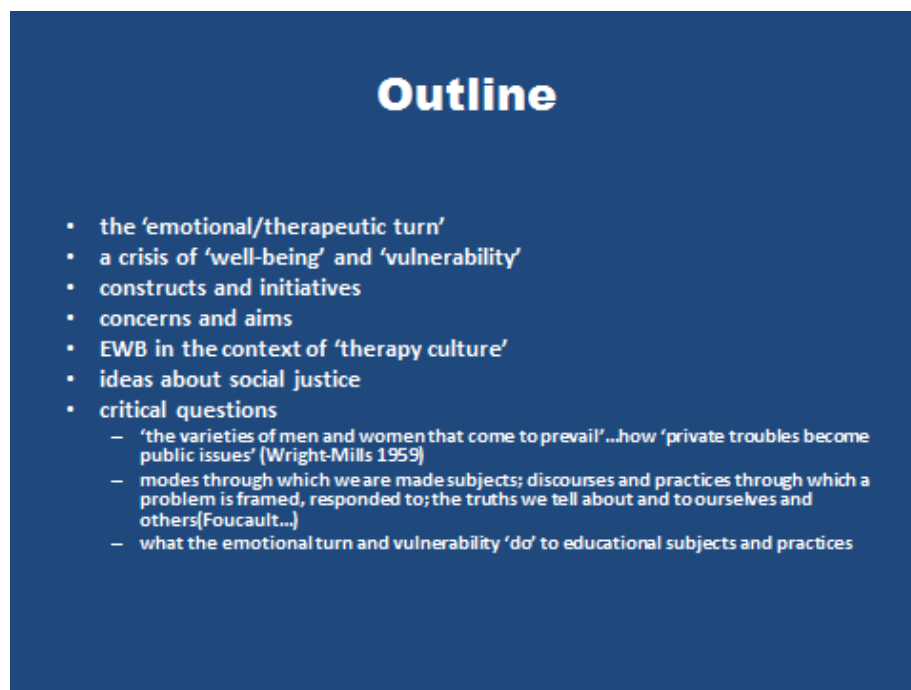 Outline
• the ‘emotional/therapeutic turn’
• a crisis of ‘well-being’ and ‘vulnerability’
• constructs and initiatives
• concerns and aims
• EWB in the context of ‘therapy culture’
• ideas about social justice
• critical questions
– ‘the varieties of men and women that come to prevail’...how ‘private troubles become
public issues’ (Wright-Mills 1959)
– modes through which we are made subjects; discourses and practices through which a
problem is framed, responded to; the truths we tell about and to ourselves and
others(Foucault...)
– what the emotional turn and vulnerability ‘do’ to educational subjects and practices